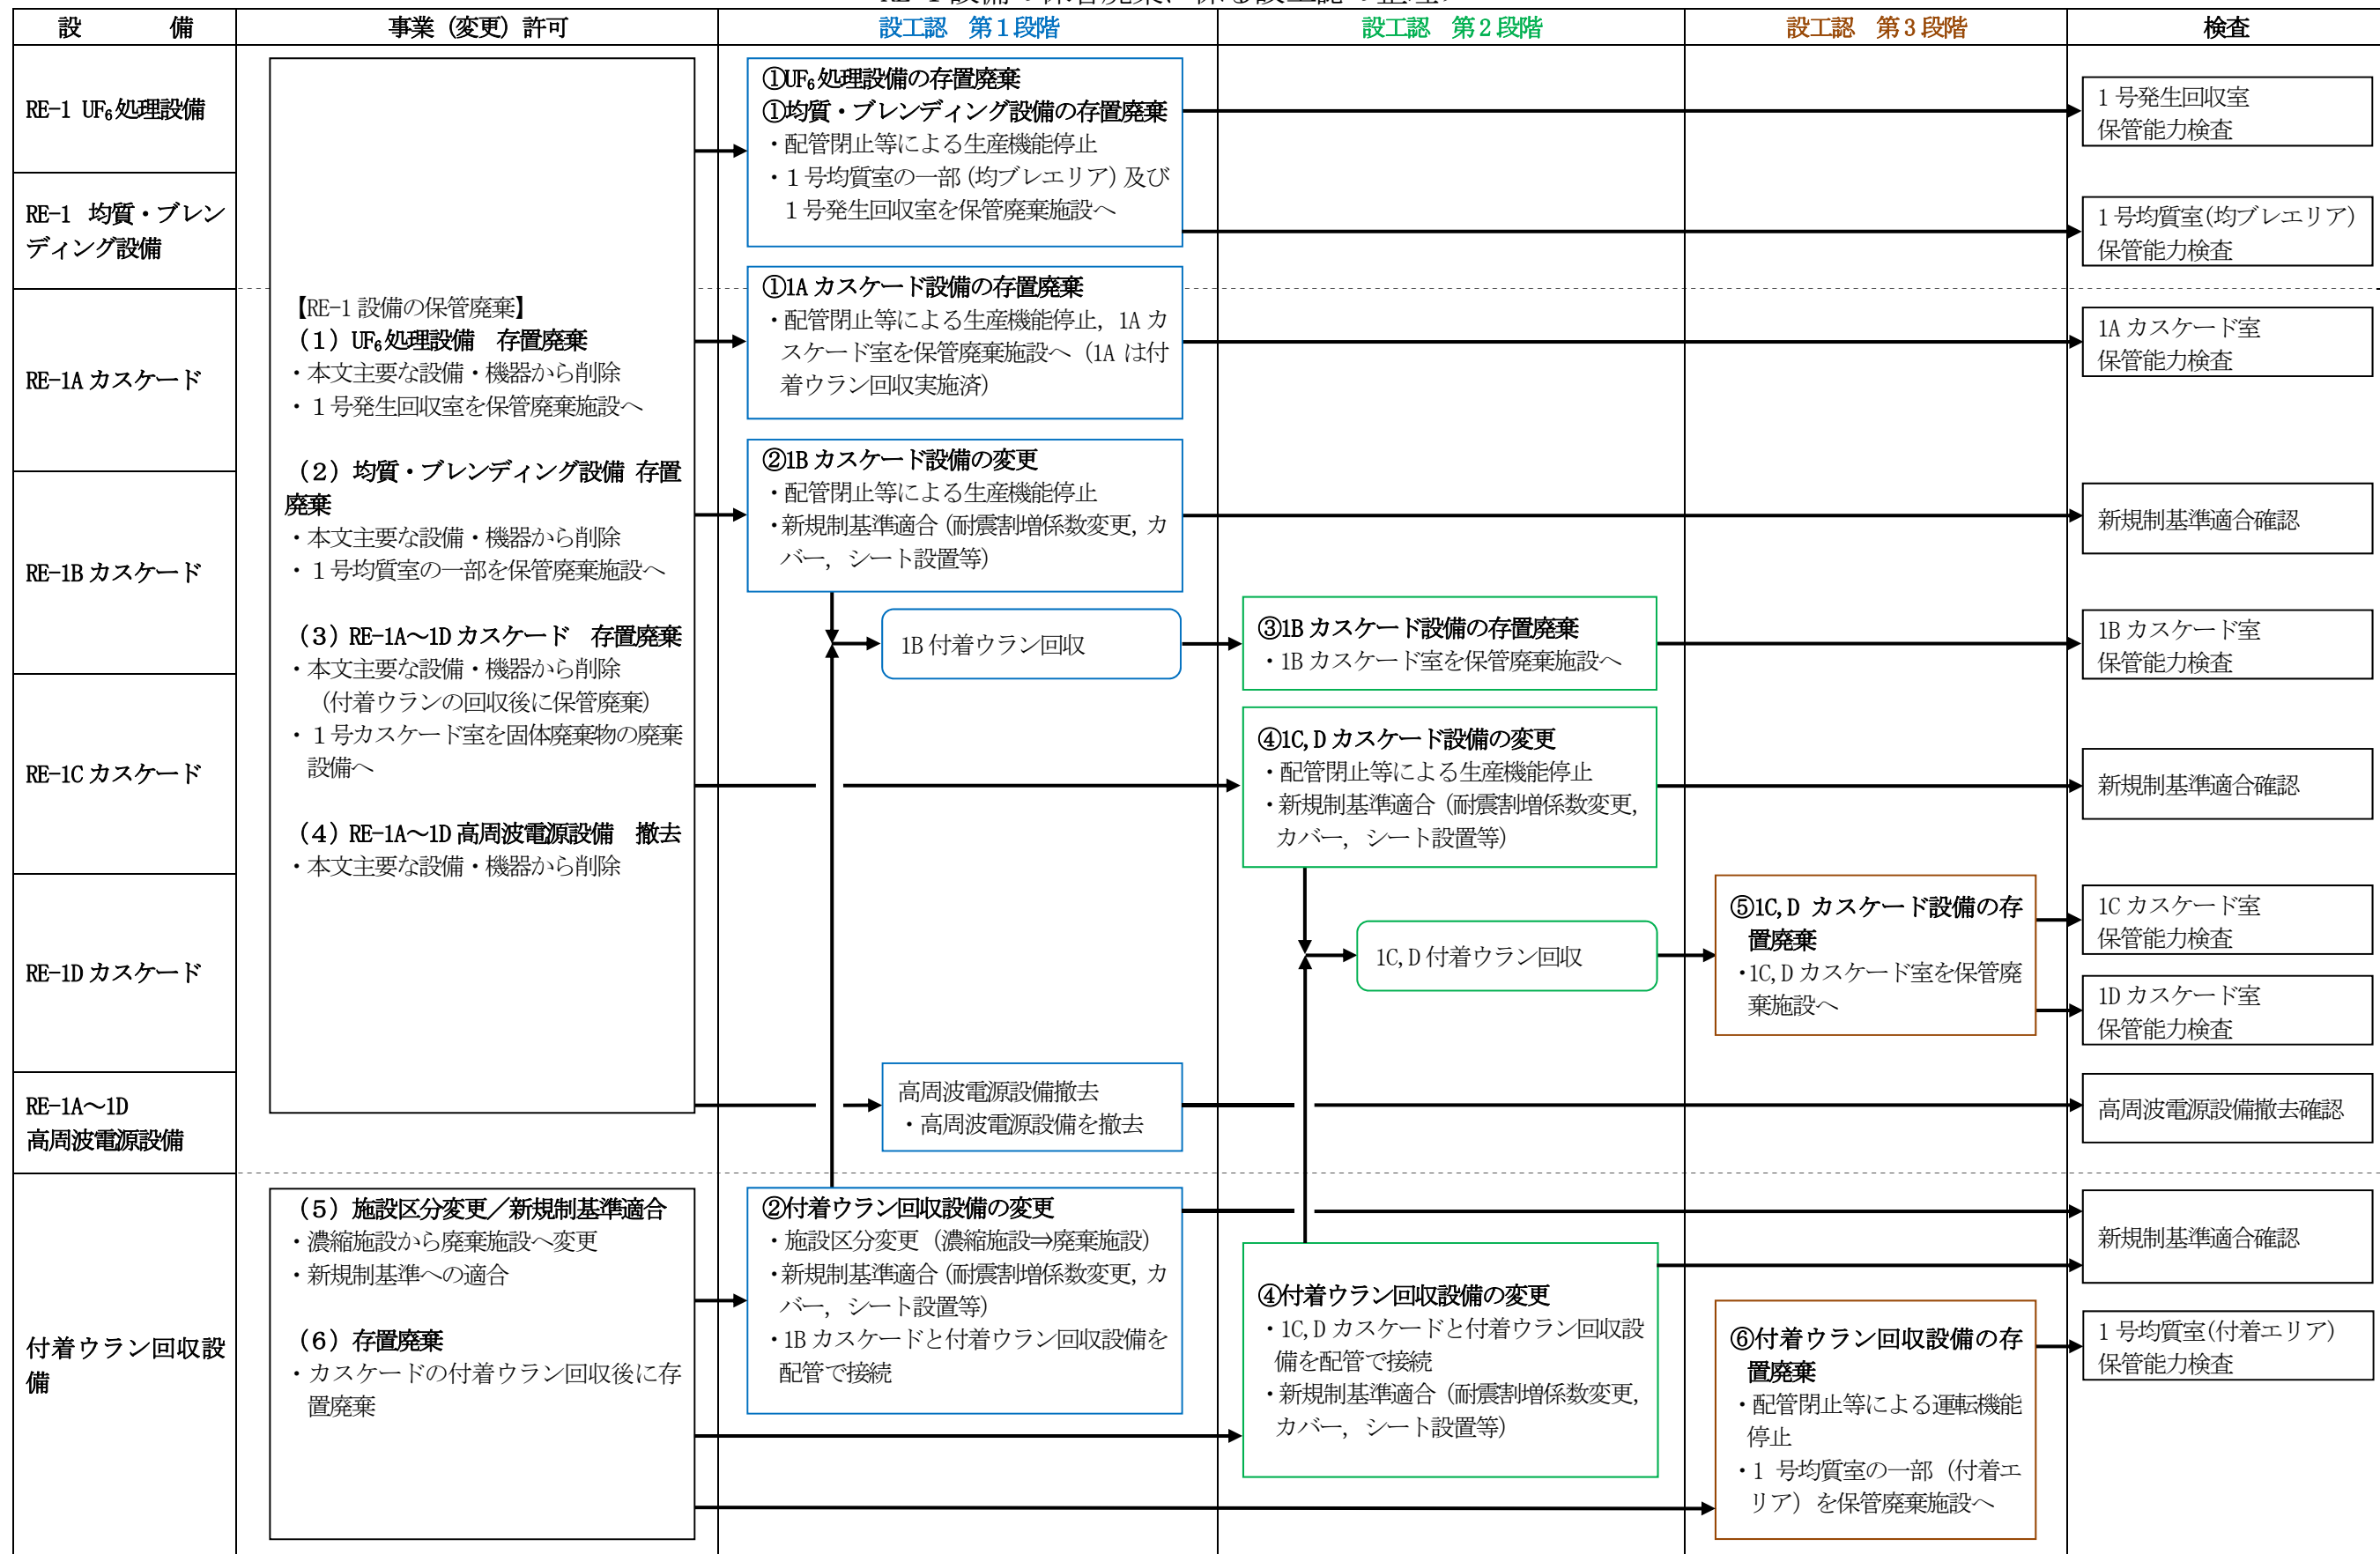 設　　備
事業（変更）許可
設工認　第１段階
設工認　第２段階
設工認　第３段階
検査
RE-1 UF₆処理設備
RE-1 均質・ブレン
ディング設備
RE-1A カスケード
RE-1B カスケード
RE-1C カスケード
RE-1D カスケード
RE-1A～1D
高周波電源設備
付着ウラン回収設
備
【RE-1 設備の保管廃棄】
（１）UF₆処理設備　存置廃棄
・本文主要な設備・機器から削除
・１号発生回収室を保管廃棄施設へ
（２）均質・ブレンディング設備 存置
廃棄
・本文主要な設備・機器から削除
・１号均質室の一部を保管廃棄施設へ
（３）RE-1A～1D カスケード　存置廃棄
・本文主要な設備・機器から削除
（付着ウランの回収後に保管廃棄）
・１号カスケード室を固体廃棄物の廃棄
設備へ
（４）RE-1A～1D 高周波電源設備　撤去
・本文主要な設備・機器から削除
（５）施設区分変更／新規制基準適合
・濃縮施設から廃棄施設へ変更
・新規制基準への適合
（６）存置廃棄
・カスケードの付着ウラン回収後に存
置廃棄
①UF₆処理設備の存置廃棄
①均質・ブレンディング設備の存置廃棄
・配管閉止等による生産機能停止
・１号均質室の一部（均ブレエリア）及び
１号発生回収室を保管廃棄施設へ
①1A カスケード設備の存置廃棄
・配管閉止等による生産機能停止，1A カ
スケード室を保管廃棄施設へ（1A は付
着ウラン回収実施済）
②1B カスケード設備の変更
・配管閉止等による生産機能停止
・新規制基準適合（耐震割増係数変更，カ
バー，シート設置等）
1B 付着ウラン回収
高周波電源設備撤去
・高周波電源設備を撤去
②付着ウラン回収設備の変更
・施設区分変更（濃縮施設⇒廃棄施設）
・新規制基準適合（耐震割増係数変更，カ
バー，シート設置等）
・1B カスケードと付着ウラン回収設備を
配管で接続
③1B カスケード設備の存置廃棄
・1B カスケード室を保管廃棄施設へ
④1C,D カスケード設備の変更
・配管閉止等による生産機能停止
・新規制基準適合（耐震割増係数変更，
カバー，シート設置等）
1C,D 付着ウラン回収
④付着ウラン回収設備の変更
・1C,D カスケードと付着ウラン回収設
備を配管で接続
・新規制基準適合（耐震割増係数変更，
カバー，シート設置等）
⑤1C,D カスケード設備の存
置廃棄
・1C,D カスケード室を保管廃
棄施設へ
⑥付着ウラン回収設備の存
置廃棄
・配管閉止等による運転機能
停止
・1 号均質室の一部（付着エ
リア）を保管廃棄施設へ
１号発生回収室
保管能力検査
１号均質室（均ブレエリア）
保管能力検査
1A カスケード室
保管能力検査
新規制基準適合確認
1B カスケード室
保管能力検査
新規制基準適合確認
1C カスケード室
保管能力検査
1D カスケード室
保管能力検査
高周波電源設備撤去確認
新規制基準適合確認
１号均質室（付着エリア）
保管能力検査